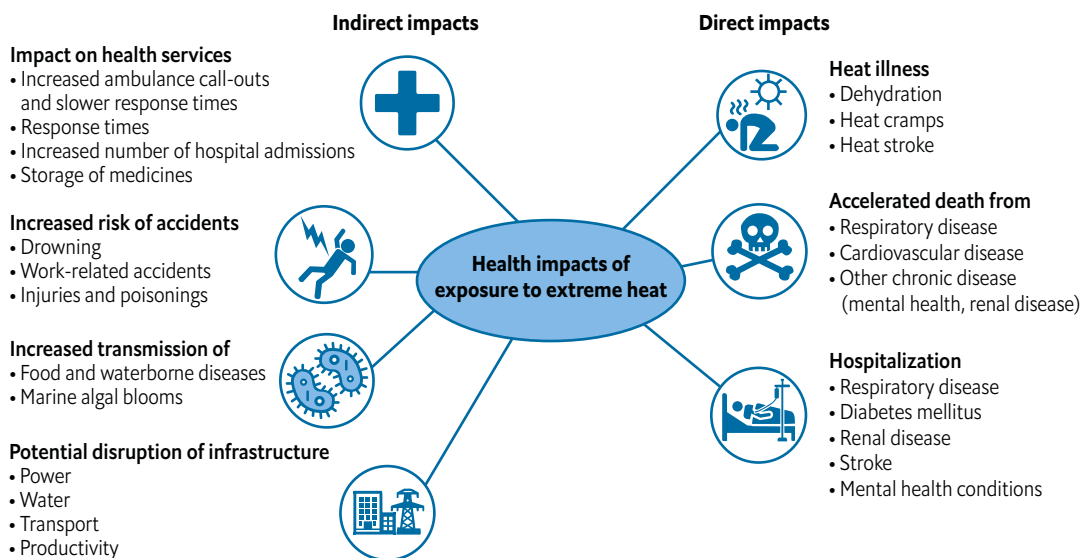 Indirect impacts
Impact on health services
• Increased ambulance call-outs
and slower response times
• Response times
• Increased number of hospital admissions
• Storage of medicines
Increased risk of accidents
• Drowning
• Work-related accidents
• Injuries and poisonings
Increased transmission of
• Food and waterborne diseases
• Marine algal blooms
Potential disruption of infrastructure
• Power
• Water
• Transport
• Productivity
Health impacts of
exposure to extreme heat
Direct impacts
Heat illness
• Dehydration
• Heat cramps
• Heat stroke
Accelerated death from
• Respiratory disease
• Cardiovascular disease
• Other chronic disease
(mental health, renal disease)
Hospitalization
• Respiratory disease
• Diabetes mellitus
• Renal disease
• Stroke
• Mental health conditions